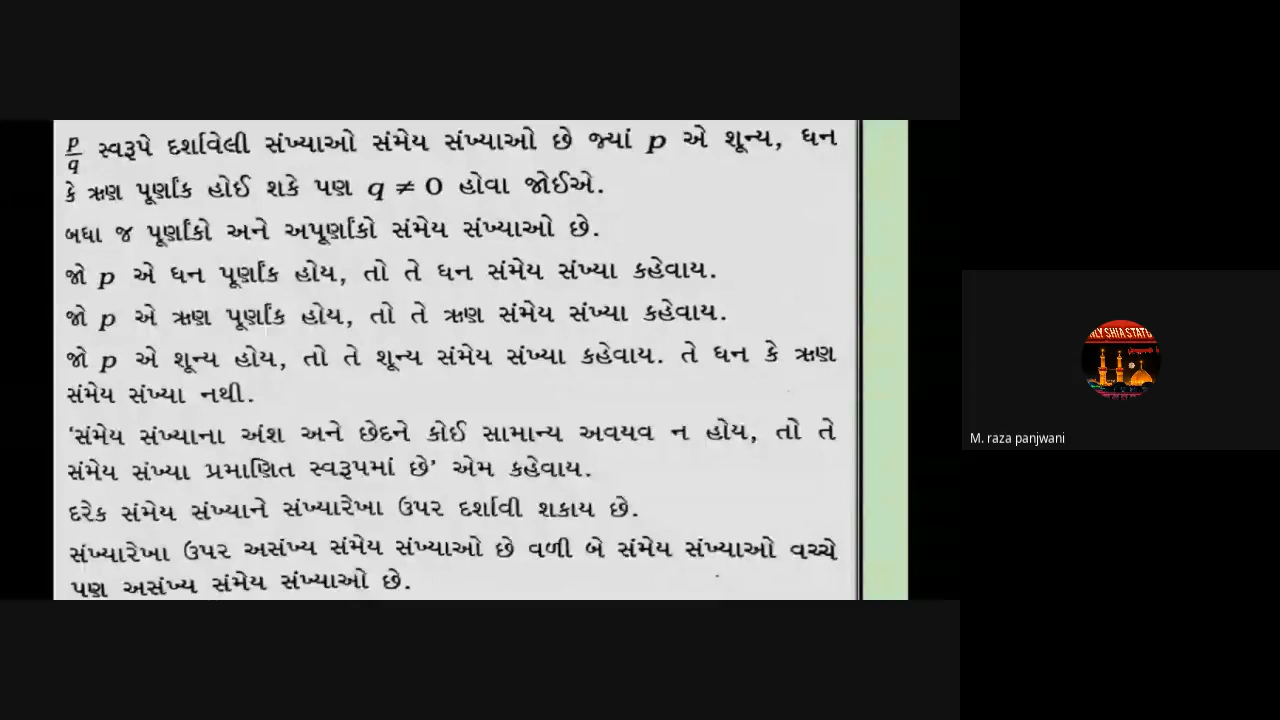 p/q સ્વરૂપે દર્શાવેલી સંખ્યાઓ સંમેય સંખ્યાઓ છે જ્યાં p એ શૂન્ય, ધન
કે ઋણ પૂર્ણાંક હોઈ શકે પણ q ≠ 0 હોવા જોઈએ.
બધા જ પૂર્ણાંકો અને અપૂર્ણાંકો સંમેય સંખ્યાઓ છે.
જો p એ ધન પૂર્ણાંક હોય, તો તે ધન સંમેય સંખ્યા કહેવાય.
જો p એ ઋણ પૂર્ણાંક હોય, તો તે ઋણ સંમેય સંખ્યા કહેવાય.
જો p એ શૂન્ય હોય, તો તે શૂન્ય સંમેય સંખ્યા કહેવાય. તે ધન કે ઋણ
સંમેય સંખ્યા નથી.
‘સંમેય સંખ્યાના અંશ અને છેદને કોઈ સામાન્ય અવયવ ન હોય, તો તે
સંમેય સંખ્યા પ્રમાણિત સ્વરૂપમાં છે’ એમ કહેવાય.
દરેક સંમેય સંખ્યાને સંખ્યારેખા ઉપર દર્શાવી શકાય છે.
સંખ્યારેખા ઉપર અસંખ્ય સંમેય સંખ્યાઓ છે વળી બે સંમેય સંખ્યાઓ વચ્ચે
પણ અસંખ્ય સંમેય સંખ્યાઓ છે.
M. raza panjwani